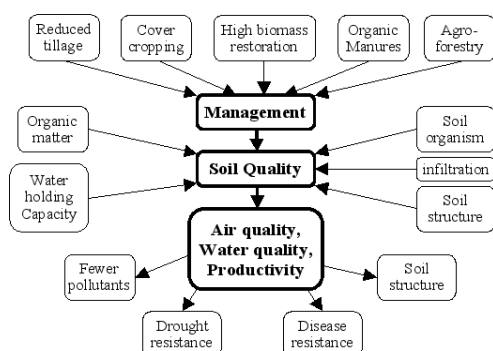 Reduced
tillage
Cover
cropping
High biomass
restoration
Organic
Manures
Agro-
forestry
Management
Organic
matter
Soil
organism
Soil Quality
infiltration
Water
holding
Capacity
Soil
structure
Air quality,
Water quality,
Productivity
Fewer
pollutants
Soil
structure
Drought
resistance
Disease
resistance